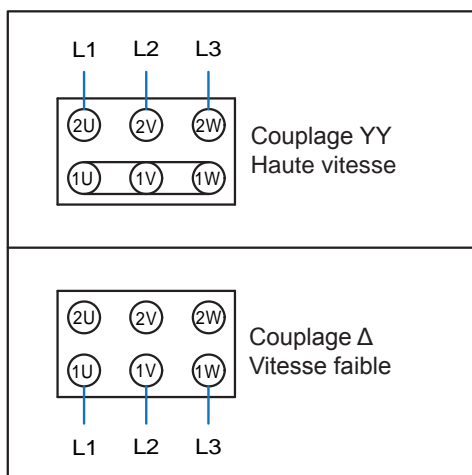 L1 L2 L3
2U 2V 2W
1U 1V 1W
Couplage YY
Haute vitesse
2U 2V 2W
1U 1V 1W
Couplage Δ
Vitesse faible
L1 L2 L3